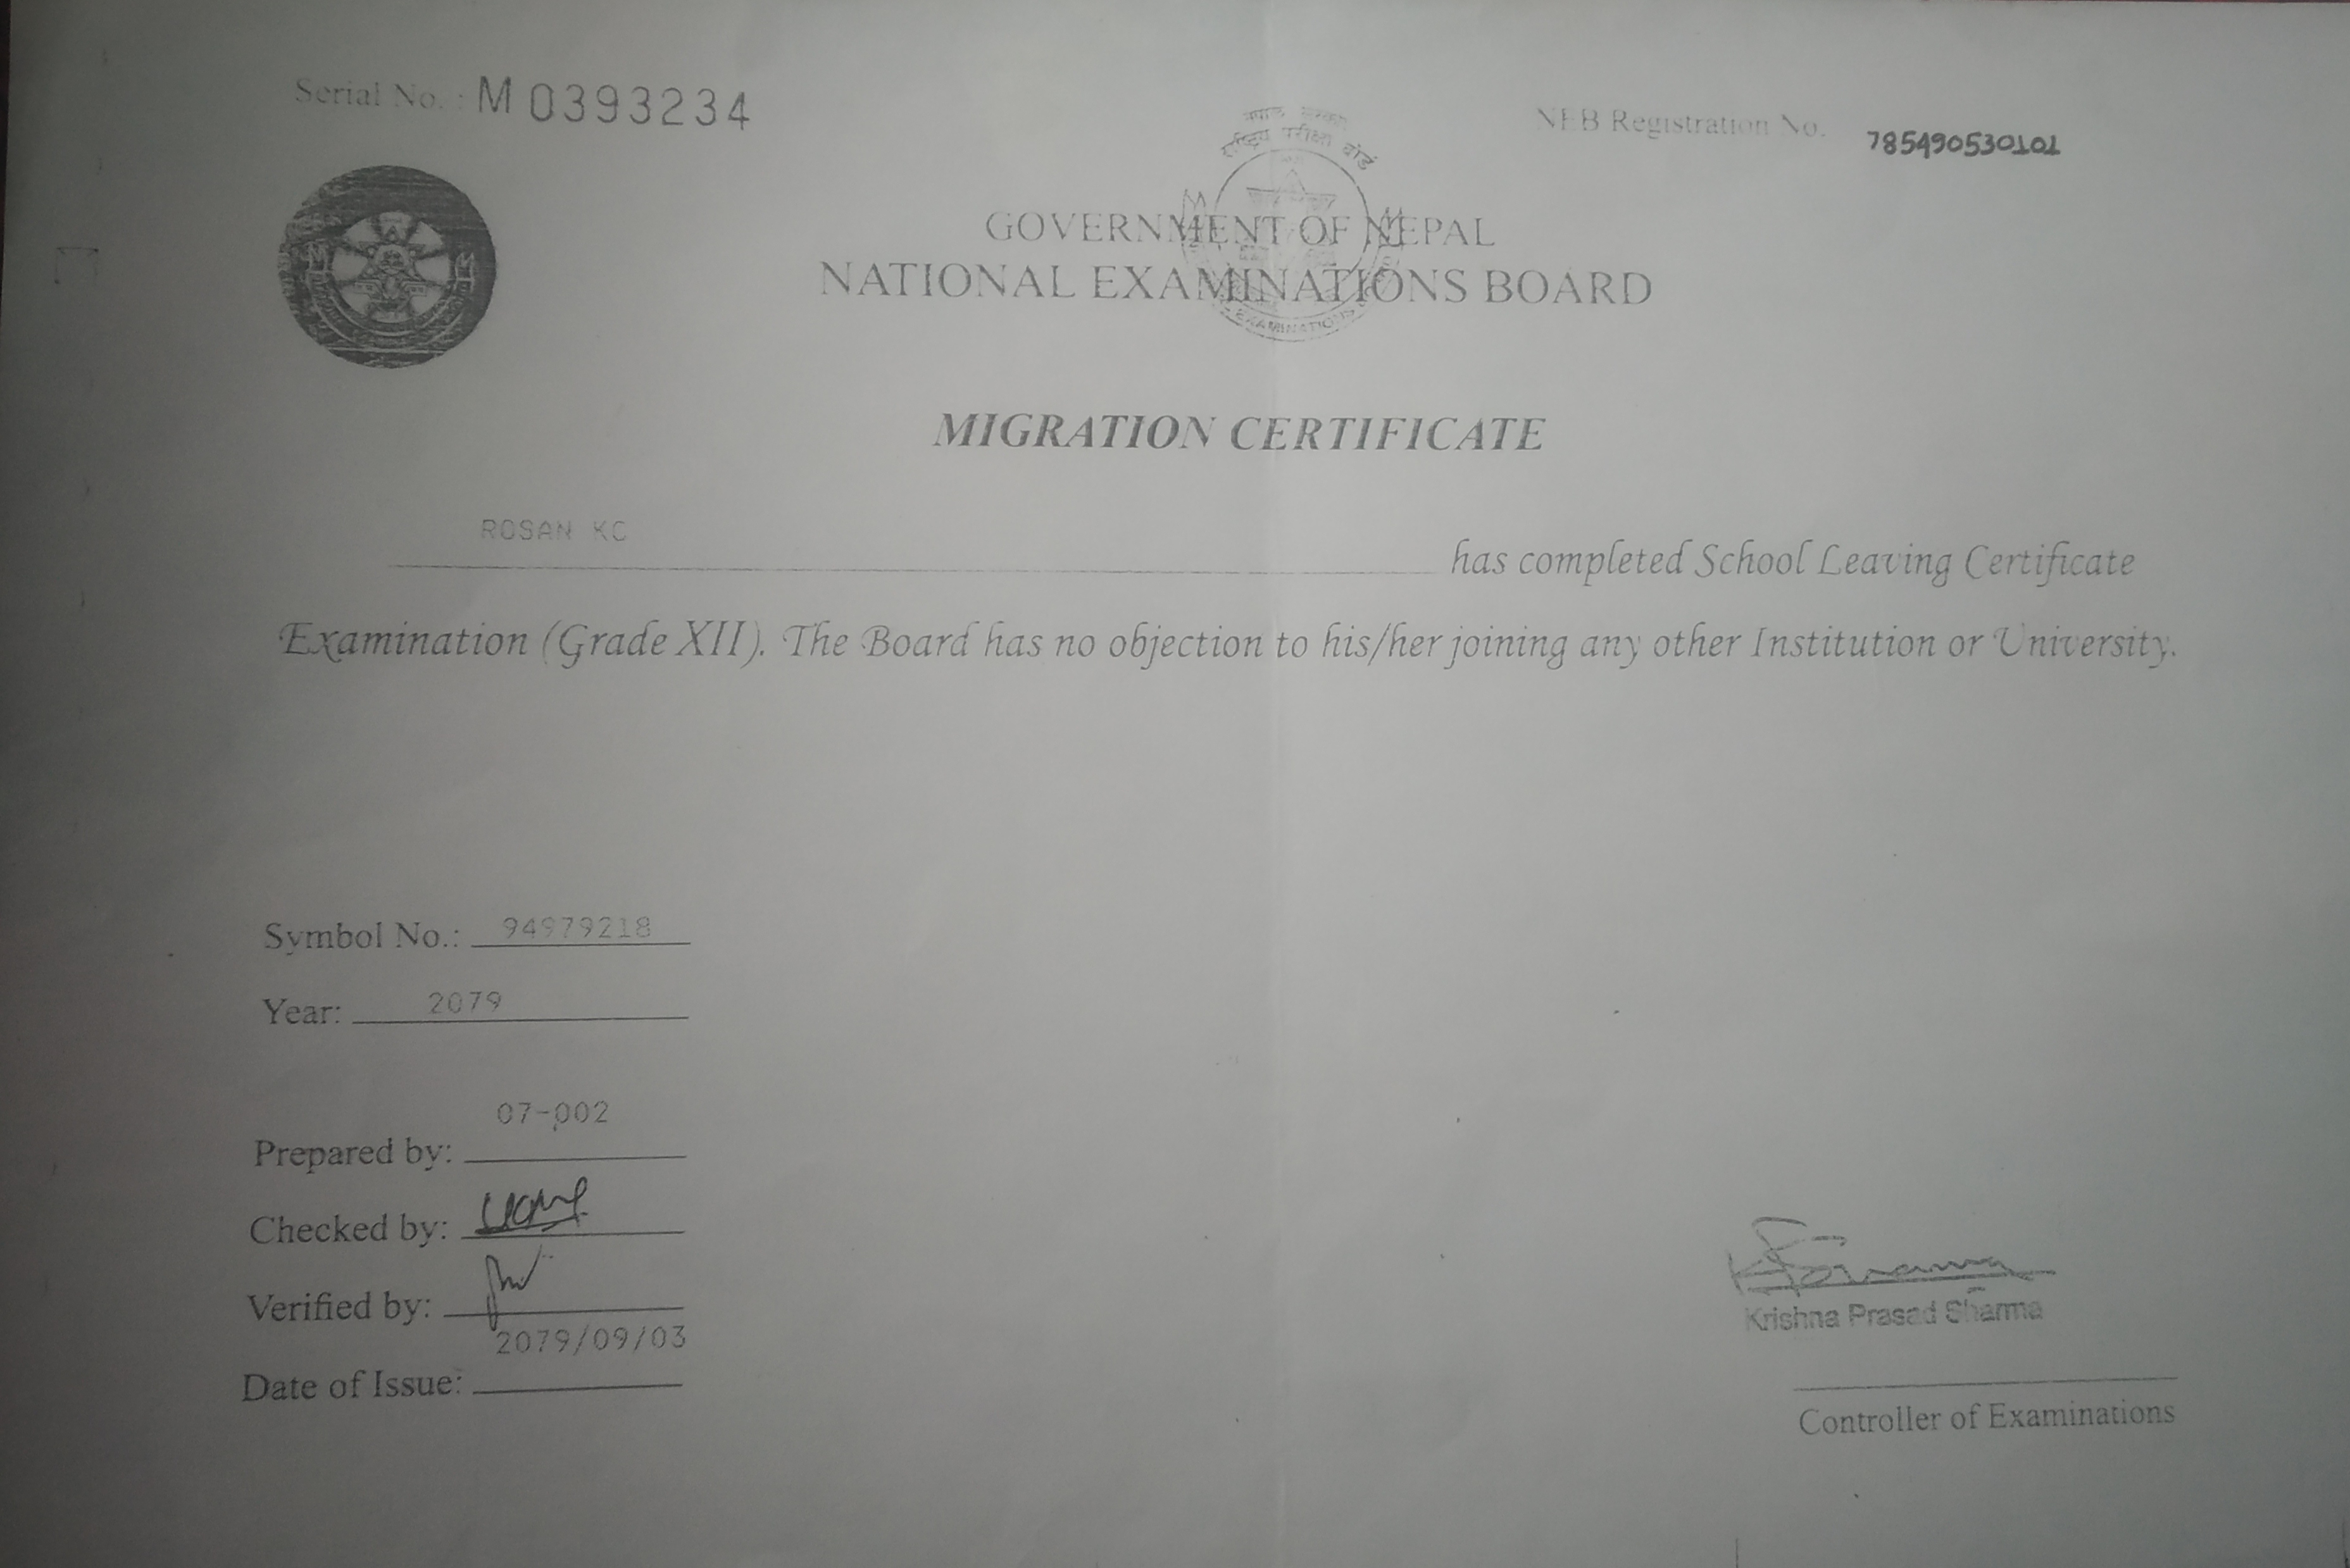 Serial No. : M 0393234
NEB Registration No. 785490530101
नेपाल सरकार
राष्ट्रिय परीक्षा बोर्ड
GOVERNMENT OF NEPAL
NATIONAL EXAMINATIONS BOARD
EXAMINATIONS
MIGRATION CERTIFICATE
ROSAN KC has completed School Leaving Certificate
Examination (Grade XII). The Board has no objection to his/her joining any other Institution or University.
Symbol No.: 94979218
Year: 2079
Prepared by: 07-002
Checked by:
Verified by:
Date of Issue: 2079/09/03
Krishna Prasad Sharma
Controller of Examinations